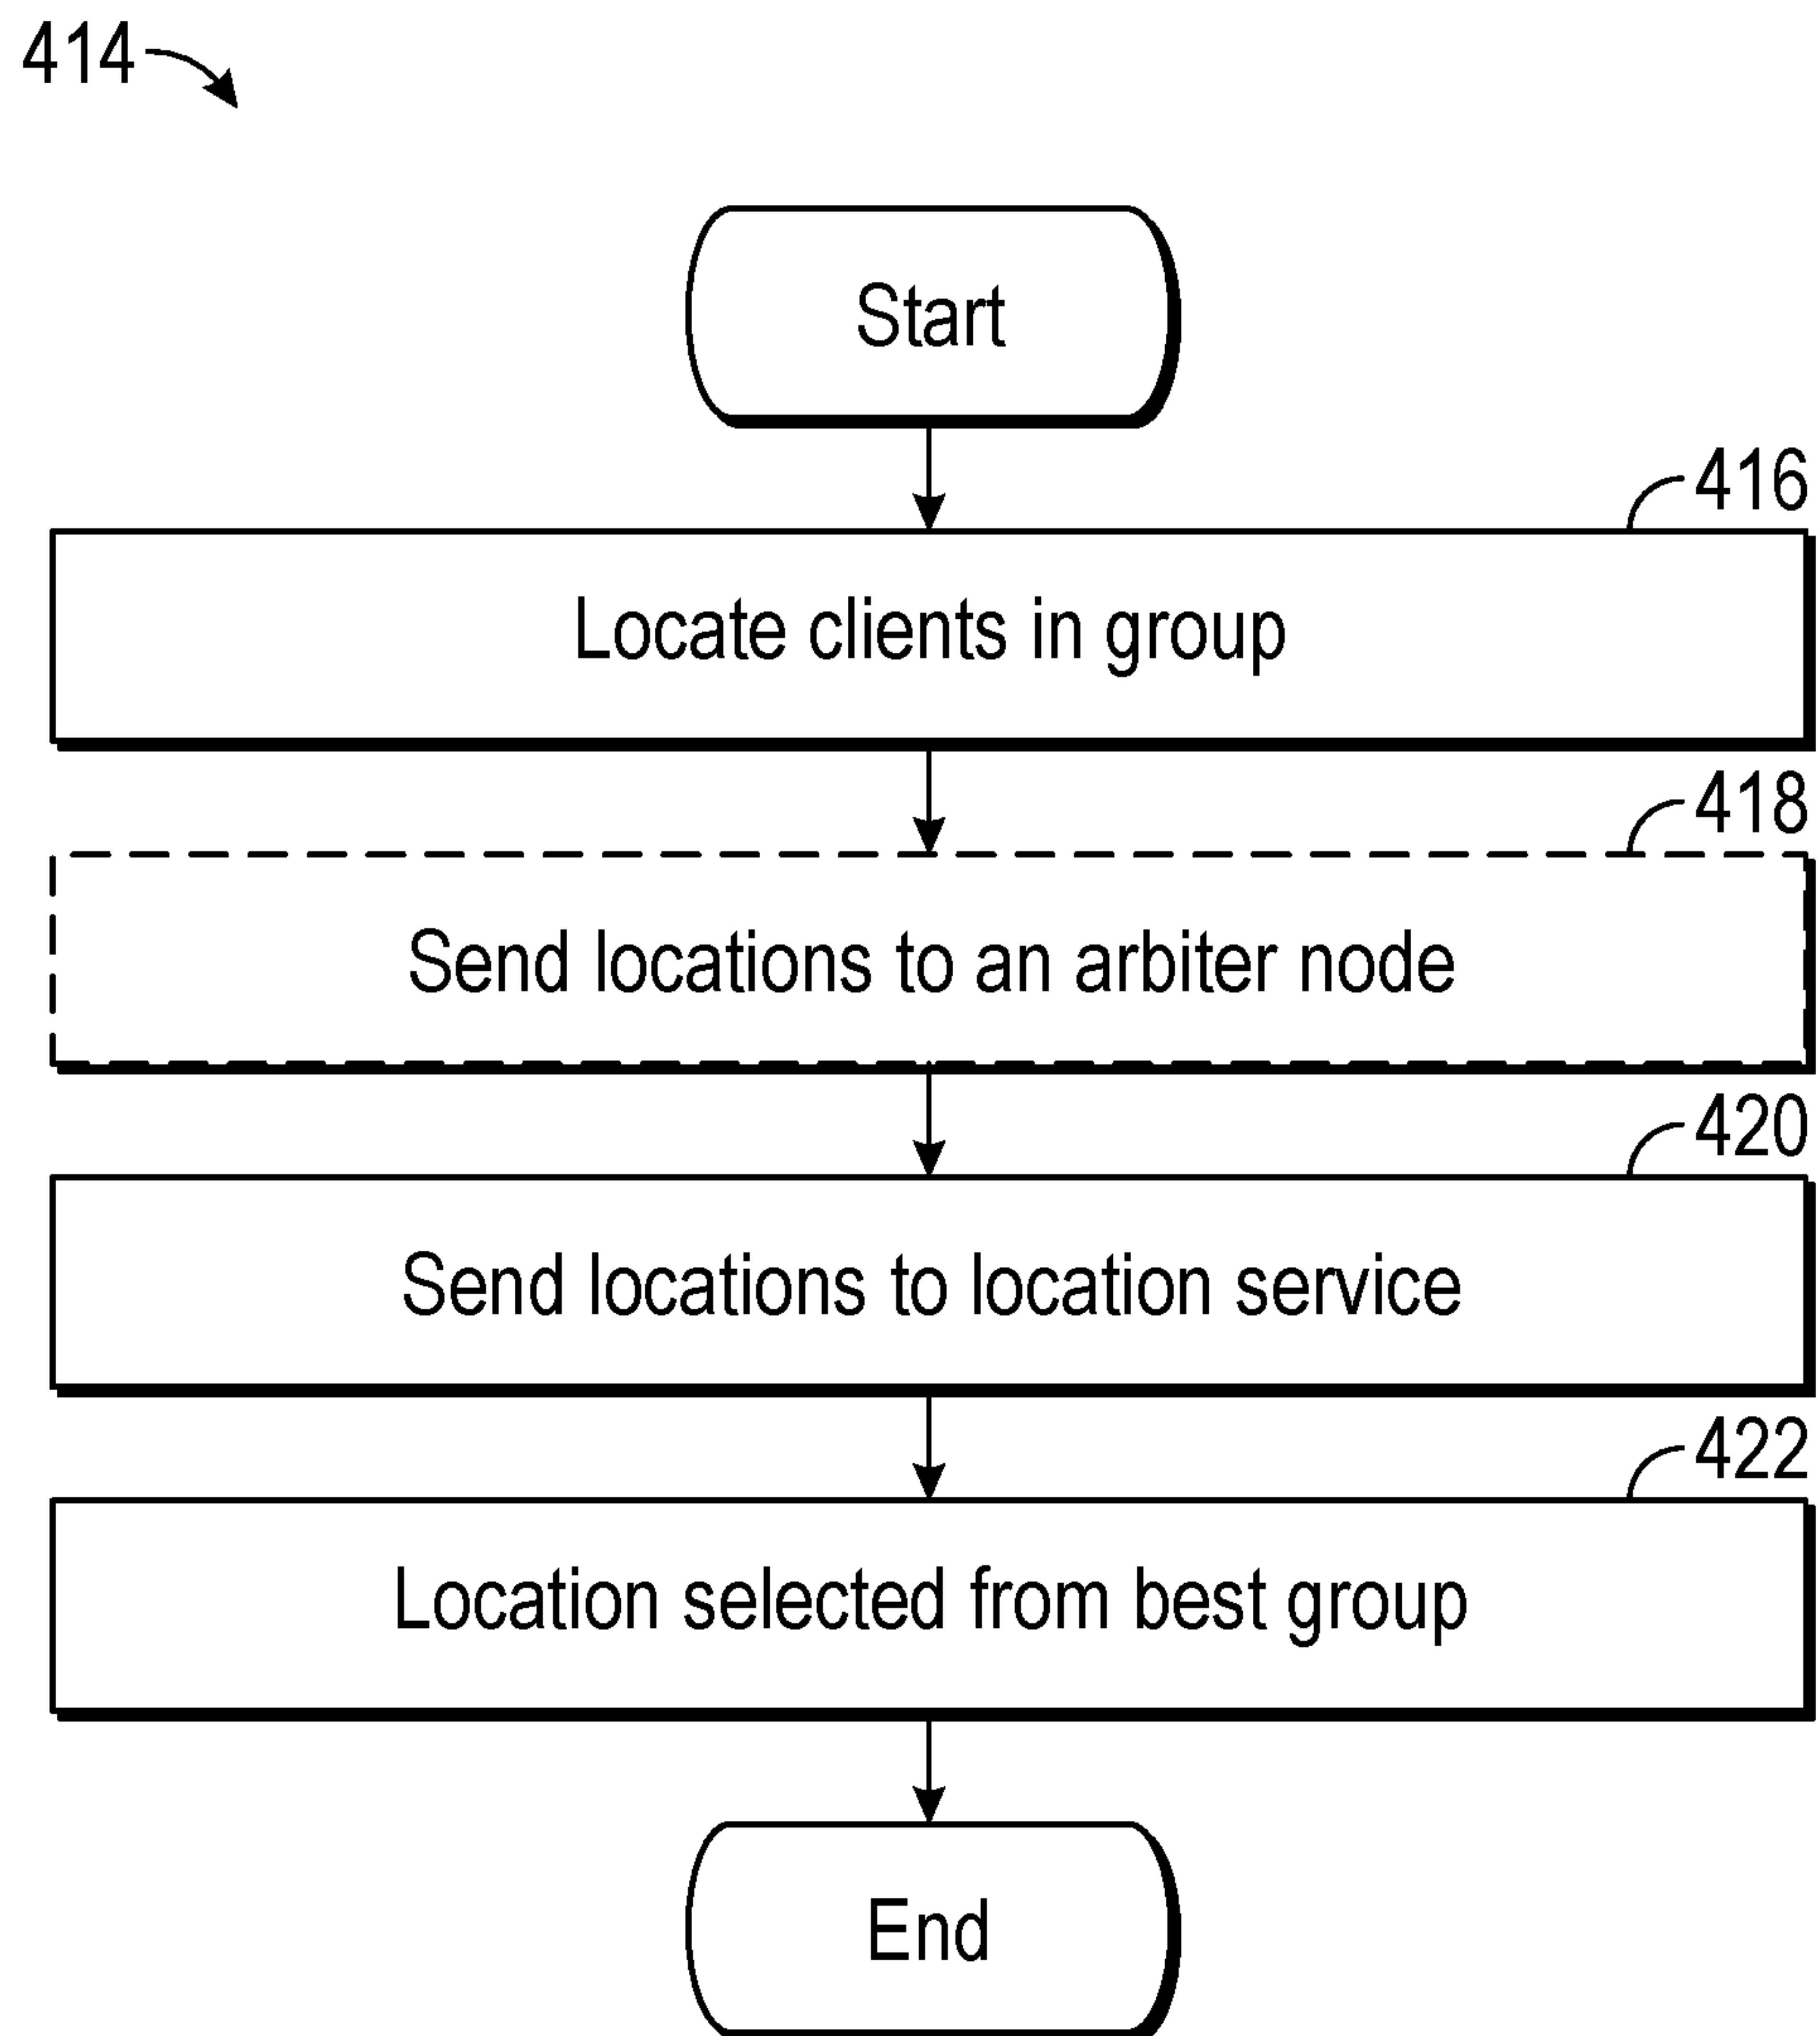 414
Start
416
Locate clients in group
418
Send locations to an arbiter node
420
Send locations to location service
422
Location selected from best group
End